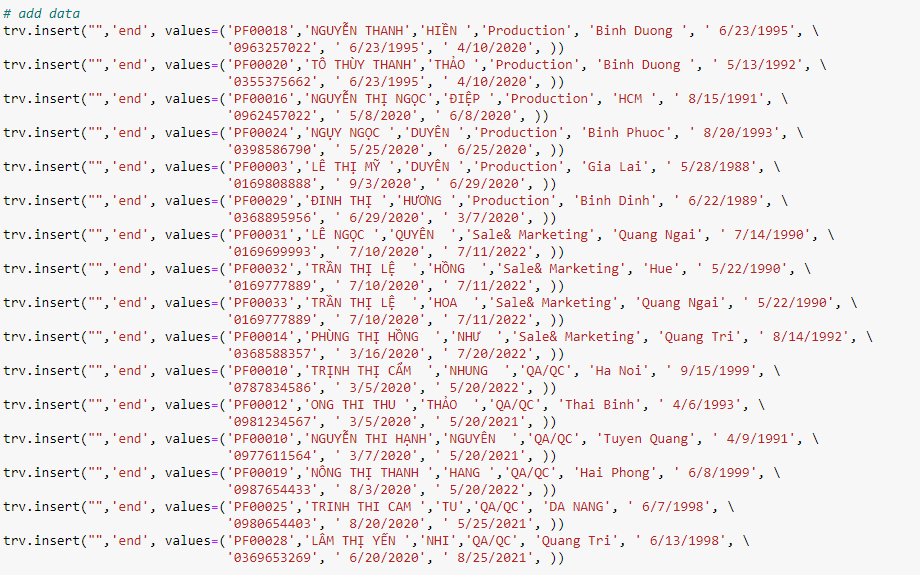 # add data
trv.insert("",'end', values=('PF00018','NGUYỄN THANH','HIỀN ','Production', 'Binh Duong ', ' 6/23/1995', \
'0963257022', ' 6/23/1995', ' 4/10/2020', ))
trv.insert("",'end', values=('PF00020','TÔ THÙY THANH','THẢO ','Production', 'Binh Duong ', ' 5/13/1992', \
'0355375662', ' 6/23/1995', ' 4/10/2020', ))
trv.insert("",'end', values=('PF00016','NGUYỄN THỊ NGỌC','ĐIỆP ','Production', 'HCM ', ' 8/15/1991', \
'0962457022', ' 5/8/2020', ' 6/8/2020', ))
trv.insert("",'end', values=('PF00024','NGỤY NGỌC ','DUYÊN ','Production', 'Binh Phuoc', ' 8/20/1993', \
'0398586790', ' 5/25/2020', ' 6/25/2020', ))
trv.insert("",'end', values=('PF00003','LÊ THỊ MỸ ','DUYÊN ','Production', 'Gia Lai', ' 5/28/1988', \
'0169808888', ' 9/3/2020', ' 6/29/2020', ))
trv.insert("",'end', values=('PF00029','ĐINH THỊ ','HƯƠNG ','Production', 'Binh Dinh', ' 6/22/1989', \
'0368895956', ' 6/29/2020', ' 3/7/2020', ))
trv.insert("",'end', values=('PF00031','LÊ NGỌC ','QUYÊN  ','Sale& Marketing', 'Quang Ngai', ' 7/14/1990', \
'0169699993', ' 7/10/2020', ' 7/11/2022', ))
trv.insert("",'end', values=('PF00032','TRẦN THỊ LỆ  ','HỒNG  ','Sale& Marketing', 'Hue', ' 5/22/1990', \
'0169777889', ' 7/10/2020', ' 7/11/2022', ))
trv.insert("",'end', values=('PF00033','TRẦN THỊ LỆ  ','HOA  ','Sale& Marketing', 'Quang Ngai', ' 5/22/1990', \
'0169777889', ' 7/10/2020', ' 7/11/2022', ))
trv.insert("",'end', values=('PF00014','PHÙNG THỊ HỒNG  ','NHƯ  ','Sale& Marketing', 'Quang Tri', ' 8/14/1992', \
'0368588357', ' 3/16/2020', ' 7/20/2022', ))
trv.insert("",'end', values=('PF00010','TRỊNH THỊ CẨM  ','NHUNG  ','QA/QC', 'Ha Noi', ' 9/15/1999', \
'0787834586', ' 3/5/2020', ' 5/20/2022', ))
trv.insert("",'end', values=('PF00012','ONG THI THU ','THẢO  ','QA/QC', 'Thai Binh', ' 4/6/1993', \
'0981234567', ' 3/5/2020', ' 5/20/2021', ))
trv.insert("",'end', values=('PF00010','NGUYỄN THI HẠNH','NGUYÊN  ','QA/QC', 'Tuyen Quang', ' 4/9/1991', \
'0977611564', ' 3/7/2020', ' 5/20/2021', ))
trv.insert("",'end', values=('PF00019','NÔNG THỊ THANH ','HANG ','QA/QC', 'Hai Phong', ' 6/8/1999', \
'0987654433', ' 8/3/2020', ' 5/20/2022', ))
trv.insert("",'end', values=('PF00025','TRINH THI CAM ','TU','QA/QC', 'DA NANG', ' 6/7/1998', \
'0980654403', ' 8/20/2020', ' 5/25/2021', ))
trv.insert("",'end', values=('PF00028','LÂM THỊ YẾN ','NHI','QA/QC', 'Quang Tri', ' 6/13/1998', \
'0369653269', ' 6/20/2020', ' 8/25/2021', ))